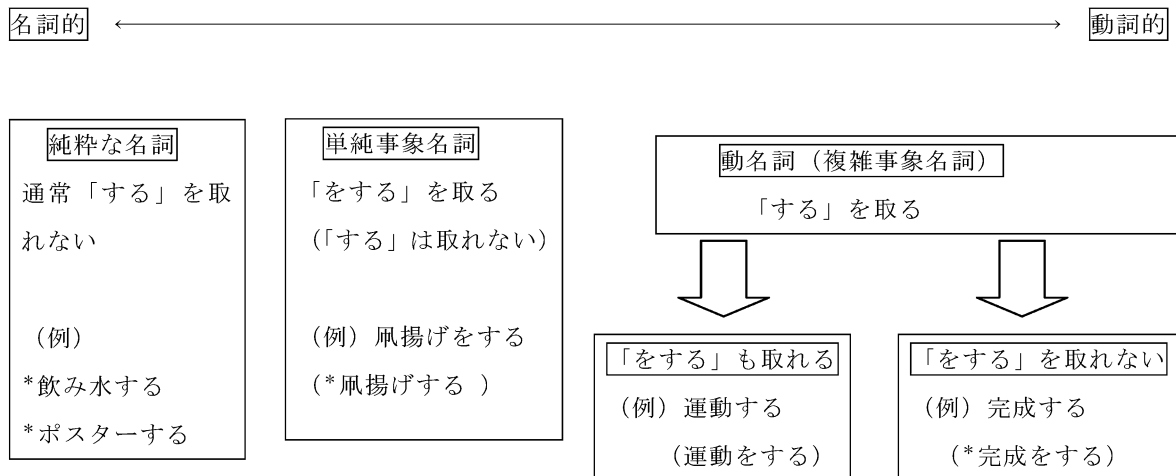 名詞的
動詞的
純粋な名詞
通常「する」を取
れない
（例）
*飲み水する
*ポスターする
単純事象名詞
「をする」を取る
（「する」は取れない）
（例）凧揚げをする
（*凧揚げする ）
動名詞（複雑事象名詞）
「する」を取る
「をする」も取れる
（例）運動する
（運動をする）
「をする」を取れない
（例）完成する
（*完成をする）